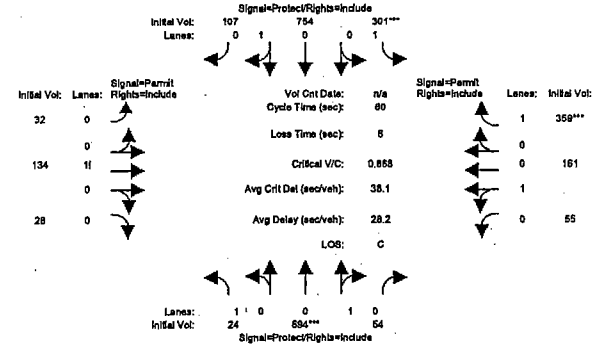 Signal=Protect/Rights=Include
Initial Vol: 107 754 301***
Lanes: 0 1 0 0 1
Signal=Permit
Initial Vol: Lanes: Rights=Include
Vol Cnt Date: n/a
Signal=Permit
Rights=Include Lanes: Initial Vol:
Cycle Time (sec): 60
32 0
1 359***
Loss Time (sec): 6
0
0
134 1!
Critical V/C:
0 161
0
Avg Crit Del (sec/veh): 38.1
1
28 0
Avg Delay (sec/veh): 28.2
0 55
LOS: C
Lanes: 1 0 0 1 0
Initial Vol: 24 694*** 54
Signal=Protect/Rights=Include